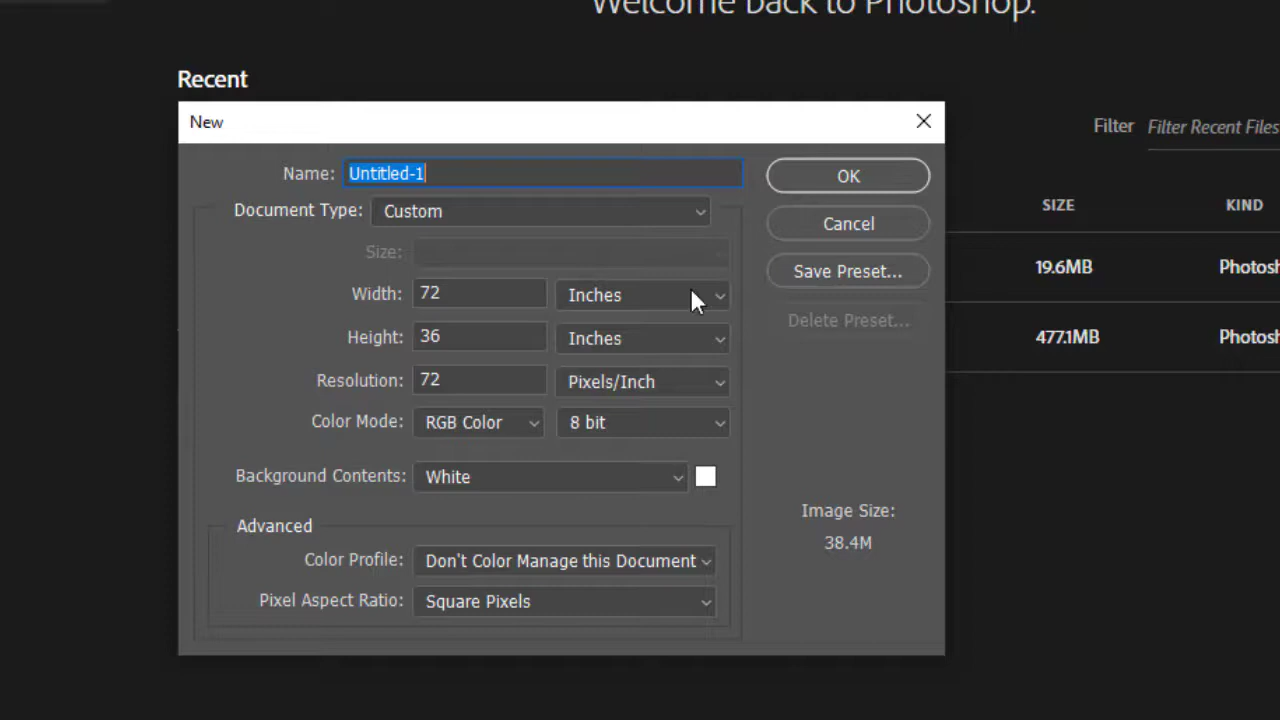 Welcome back to Photoshop.
Recent
New
Filter Filter Recent Files
Name: Untitled-1
OK
Document Type: Custom
SIZE KIND
Cancel
Size:
Save Preset...
19.6MB Photosh
Width: 72 Inches
Delete Preset...
Height: 36 Inches
477.1MB Photosh
Resolution: 72 Pixels/Inch
Color Mode: RGB Color 8 bit
Background Contents: White
Image Size:
38.4M
Advanced
Color Profile: Don't Color Manage this Document
Pixel Aspect Ratio: Square Pixels